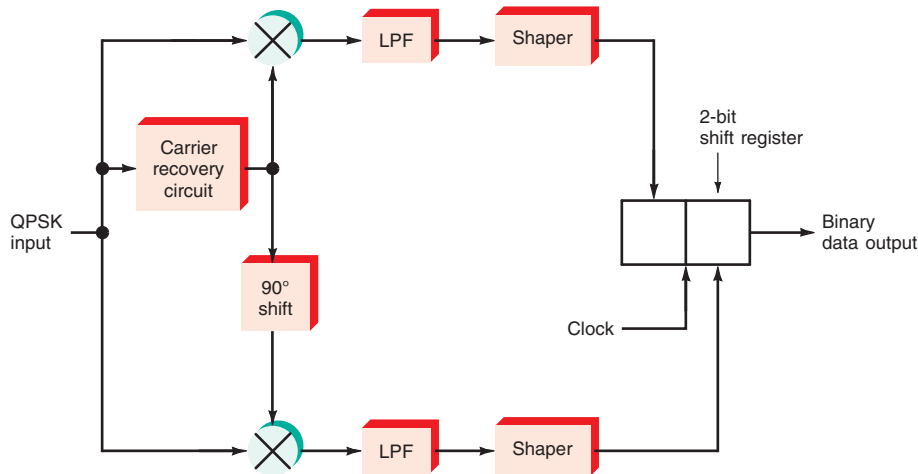 LPF
Shaper
2-bit
shift register
Carrier
recovery
circuit
QPSK
input
Binary
data output
90°
shift
Clock
LPF
Shaper